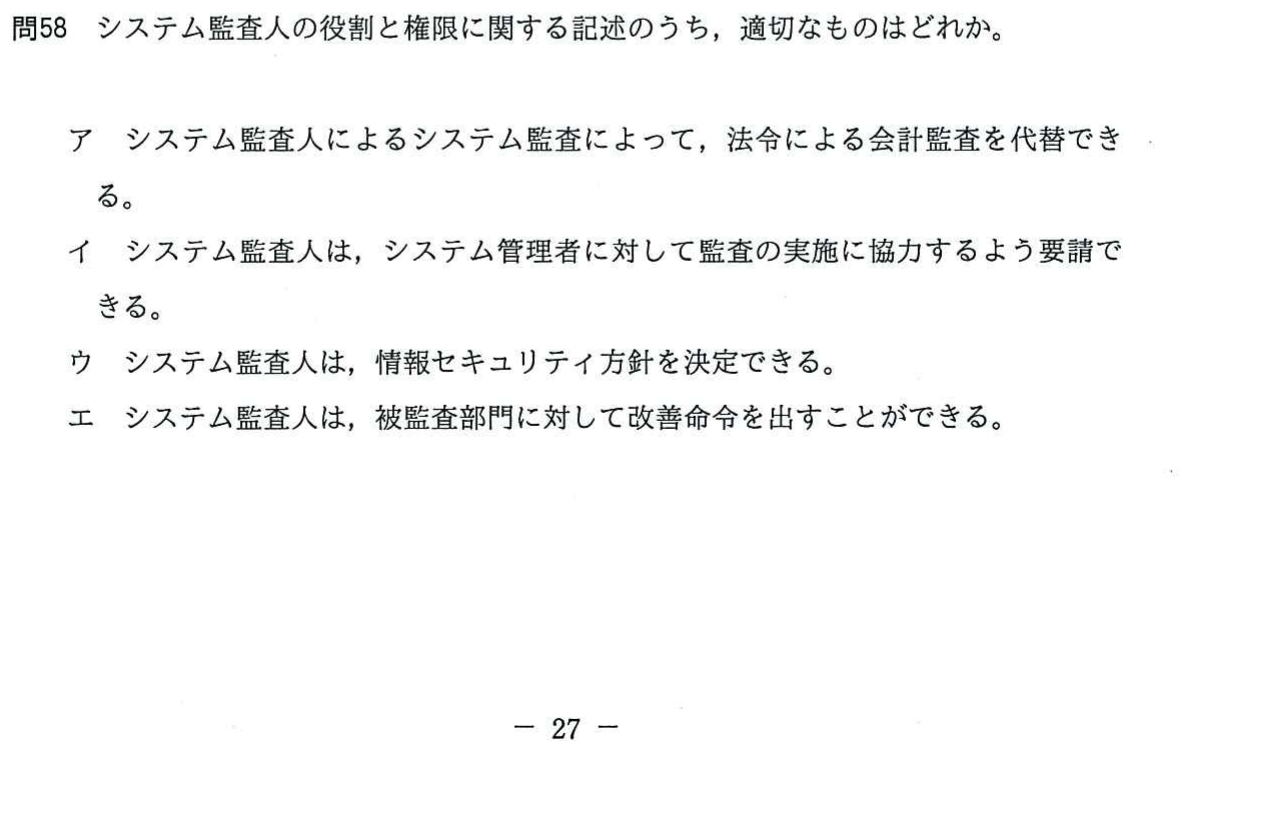 問58　システム監査人の役割と権限に関する記述のうち，適切なものはどれか。
ア　システム監査人によるシステム監査によって，法令による会計監査を代替でき
る。
イ　システム監査人は，システム管理者に対して監査の実施に協力するよう要請で
きる。
ウ　システム監査人は，情報セキュリティ方針を決定できる。
エ　システム監査人は，被監査部門に対して改善命令を出すことができる。
－ 27 －